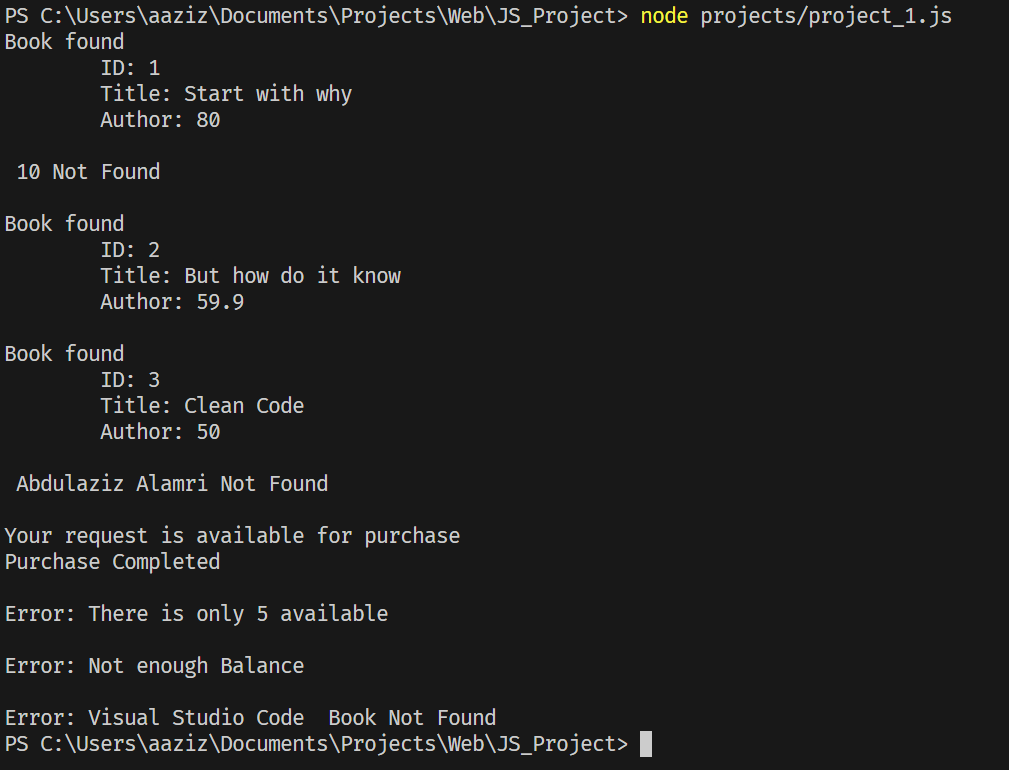 PS C:\Users\aaziz\Documents\Projects\Web\JS_Project> node projects/project_1.js
Book found
        ID: 1
        Title: Start with why
        Author: 80

 10 Not Found

Book found
        ID: 2
        Title: But how do it know
        Author: 59.9

Book found
        ID: 3
        Title: Clean Code
        Author: 50

 Abdulaziz Alamri Not Found

Your request is available for purchase
Purchase Completed

Error: There is only 5 available

Error: Not enough Balance

Error: Visual Studio Code  Book Not Found
PS C:\Users\aaziz\Documents\Projects\Web\JS_Project>